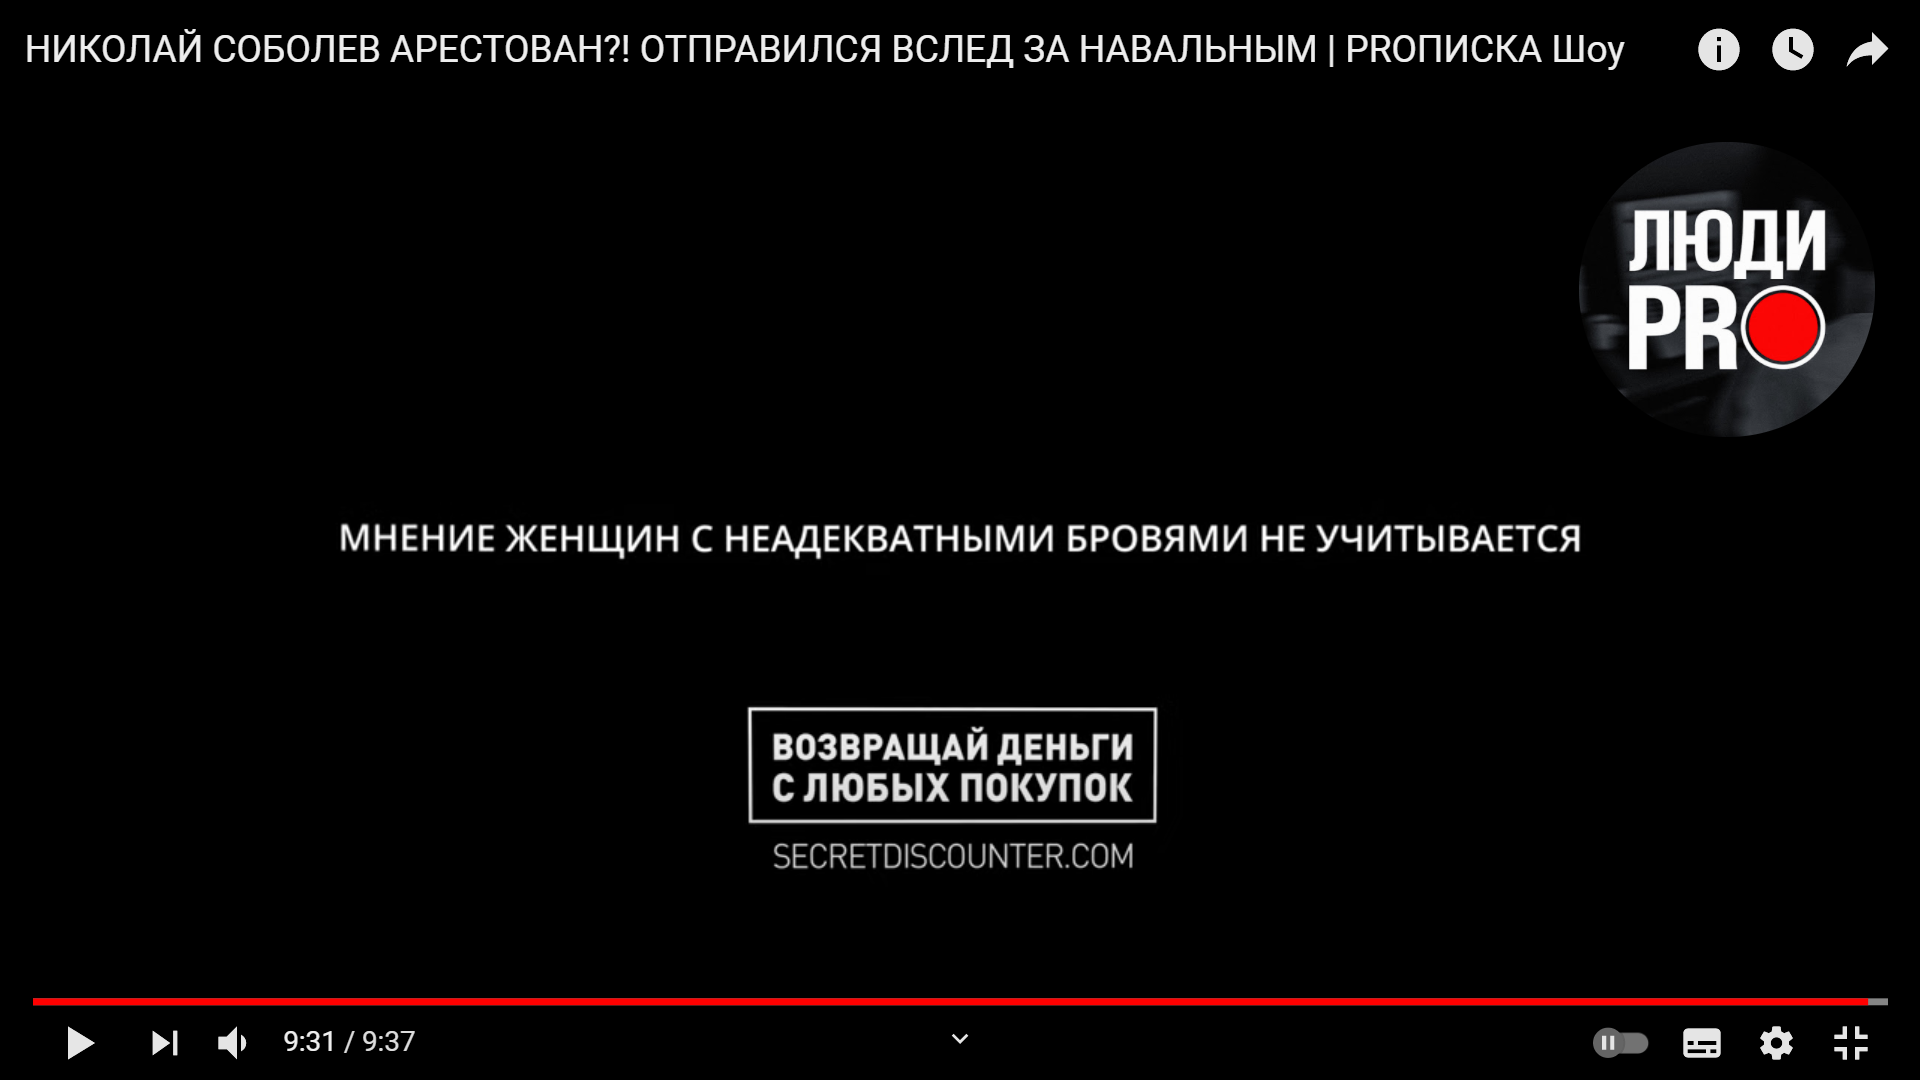 НИКОЛАЙ СОБОЛЕВ АРЕСТОВАН?! ОТПРАВИЛСЯ ВСЛЕД ЗА НАВАЛЬНЫМ | PROПИСКА Шоу
ЛЮДИ
PRO
МНЕНИЕ ЖЕНЩИН С НЕАДЕКВАТНЫМИ БРОВЯМИ НЕ УЧИТЫВАЕТСЯ
ВОЗВРАЩАЙ ДЕНЬГИ
С ЛЮБЫХ ПОКУПОК
SECRETDISCOUNTER.COM
9:31 / 9:37